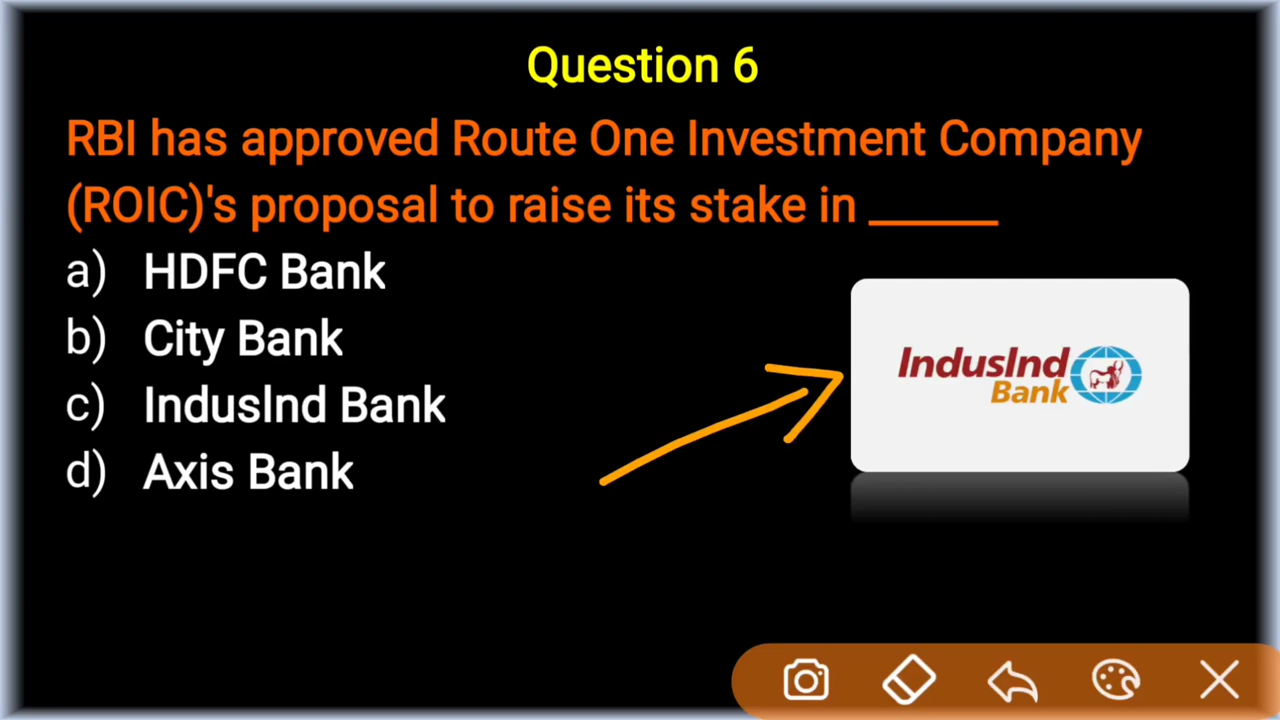 Question 6
RBI has approved Route One Investment Company
(ROIC)'s proposal to raise its stake in ______
a) HDFC Bank
b) City Bank
c) IndusInd Bank
d) Axis Bank
IndusInd
Bank